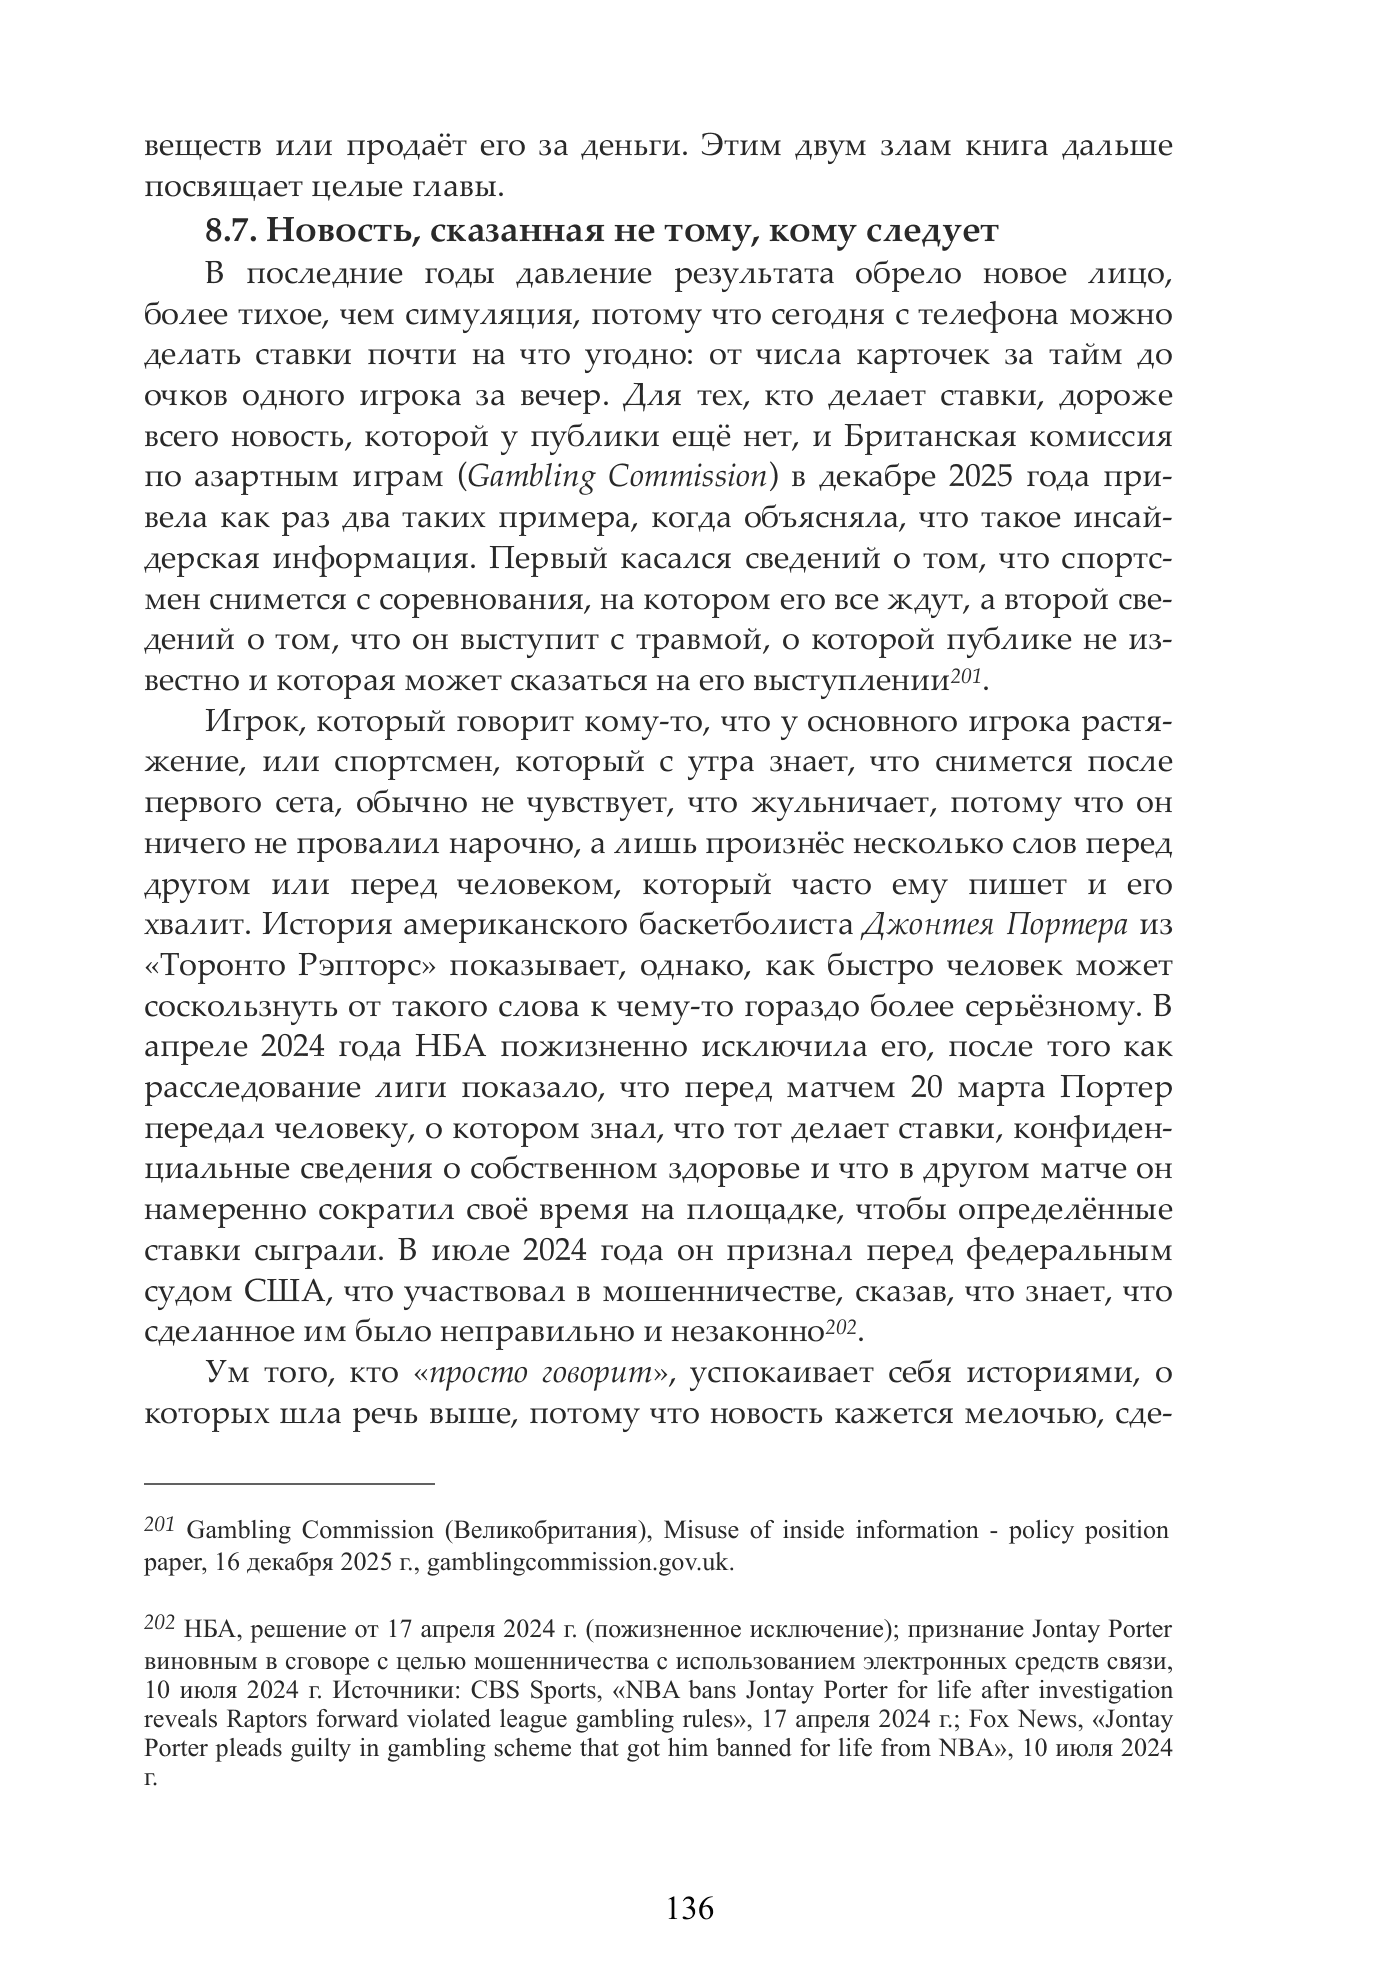 веществ или продаёт его за деньги. Этим двум злам книга дальше
посвящает целые главы.
8.7. Новость, сказанная не тому, кому следует
В последние годы давление результата обрело новое лицо,
более тихое, чем симуляция, потому что сегодня с телефона можно
делать ставки почти на что угодно: от числа карточек за тайм до
очков одного игрока за вечер. Для тех, кто делает ставки, дороже
всего новость, которой у публики ещё нет, и Британская комиссия
по азартным играм (Gambling Commission) в декабре 2025 года при-
вела как раз два таких примера, когда объясняла, что такое инсай-
дерская информация. Первый касался сведений о том, что спортс-
мен снимется с соревнования, на котором его все ждут, а второй све-
дений о том, что он выступит с травмой, о которой публике не из-
вестно и которая может сказаться на его выступлении201.
Игрок, который говорит кому-то, что у основного игрока растя-
жение, или спортсмен, который с утра знает, что снимется после
первого сета, обычно не чувствует, что жульничает, потому что он
ничего не провалил нарочно, а лишь произнёс несколько слов перед
другом или перед человеком, который часто ему пишет и его
хвалит. История американского баскетболиста Джонтея Портера из
«Торонто Рэпторс» показывает, однако, как быстро человек может
соскользнуть от такого слова к чему-то гораздо более серьёзному. В
апреле 2024 года НБА пожизненно исключила его, после того как
расследование лиги показало, что перед матчем 20 марта Портер
передал человеку, о котором знал, что тот делает ставки, конфиден-
циальные сведения о собственном здоровье и что в другом матче он
намеренно сократил своё время на площадке, чтобы определённые
ставки сыграли. В июле 2024 года он признал перед федеральным
судом США, что участвовал в мошенничестве, сказав, что знает, что
сделанное им было неправильно и незаконно202.
Ум того, кто «просто говорит», успокаивает себя историями, о
которых шла речь выше, потому что новость кажется мелочью, сде-
201 Gambling Commission (Великобритания), Misuse of inside information - policy position
paper, 16 декабря 2025 г., gamblingcommission.gov.uk.
202 НБА, решение от 17 апреля 2024 г. (пожизненное исключение); признание Jontay Porter
виновным в сговоре с целью мошенничества с использованием электронных средств связи,
10 июля 2024 г. Источники: CBS Sports, «NBA bans Jontay Porter for life after investigation
reveals Raptors forward violated league gambling rules», 17 апреля 2024 г.; Fox News, «Jontay
Porter pleads guilty in gambling scheme that got him banned for life from NBA», 10 июля 2024
г.
136